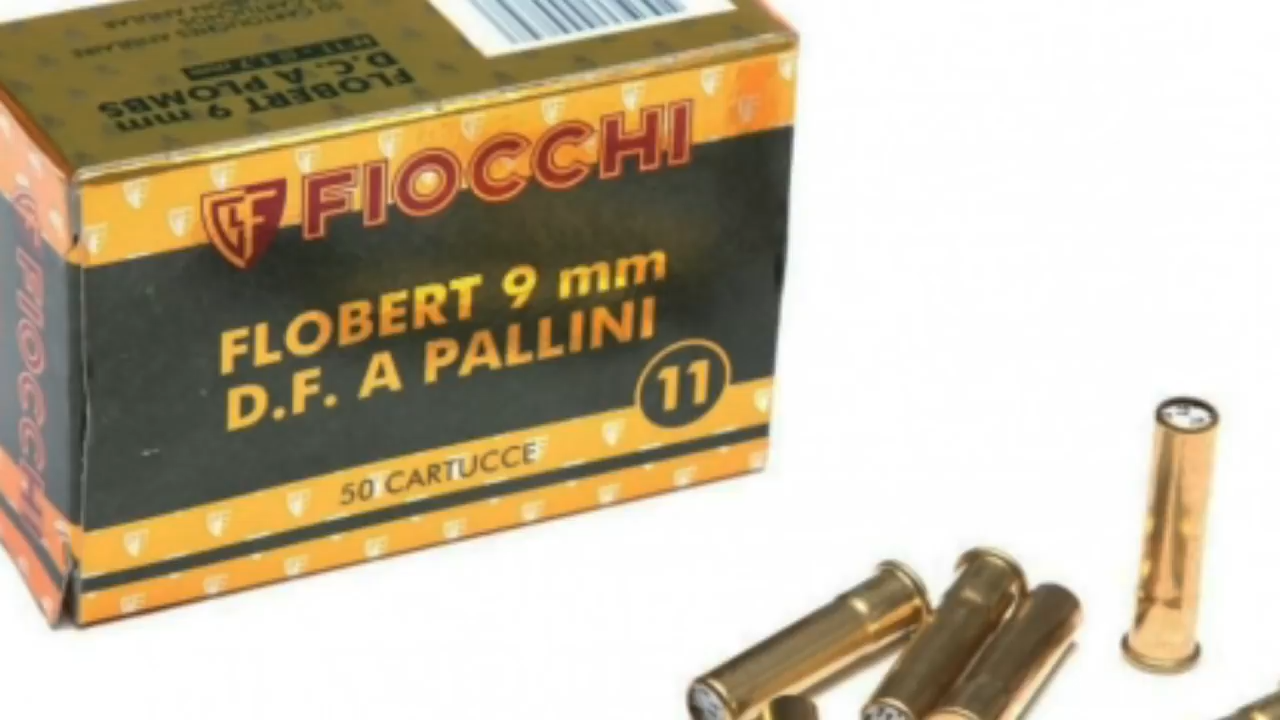 FLOBERT 9 mm
D.C. A PLOMBS
FIOCCHI
FLOBERT 9 mm
D.F. A PALLINI
11
50 CARTUCCE
FIOCCHI